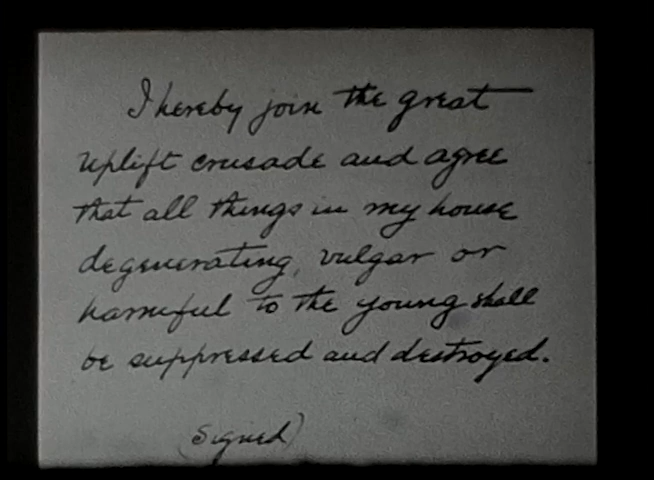 I hereby join the great
uplift crusade and agree
that all things in my house
degenerating, vulgar or
harmful to the young shall
be suppressed and destroyed.
(Signed)